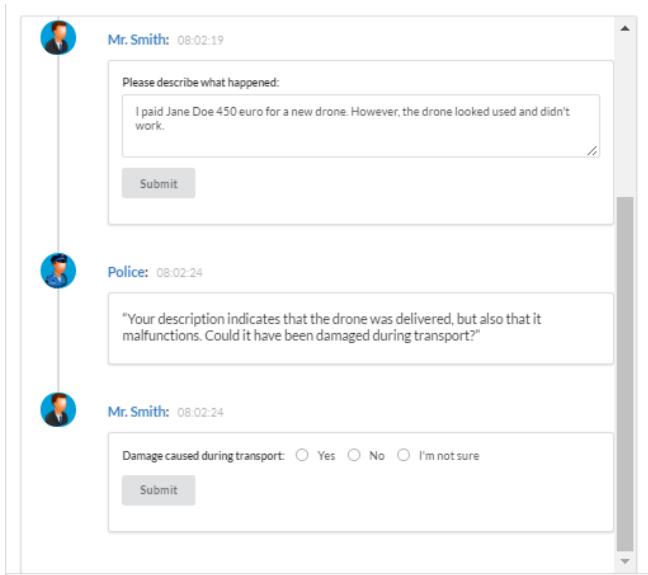 Mr. Smith: 08:02:19
Please describe what happened:
I paid Jane Doe 450 euro for a new drone. However, the drone looked used and didn't
work.
Submit
Police: 08:02:24
“Your description indicates that the drone was delivered, but also that it
malfunctions. Could it have been damaged during transport?”
Mr. Smith: 08:02:24
Damage caused during transport: Yes No I'm not sure
Submit